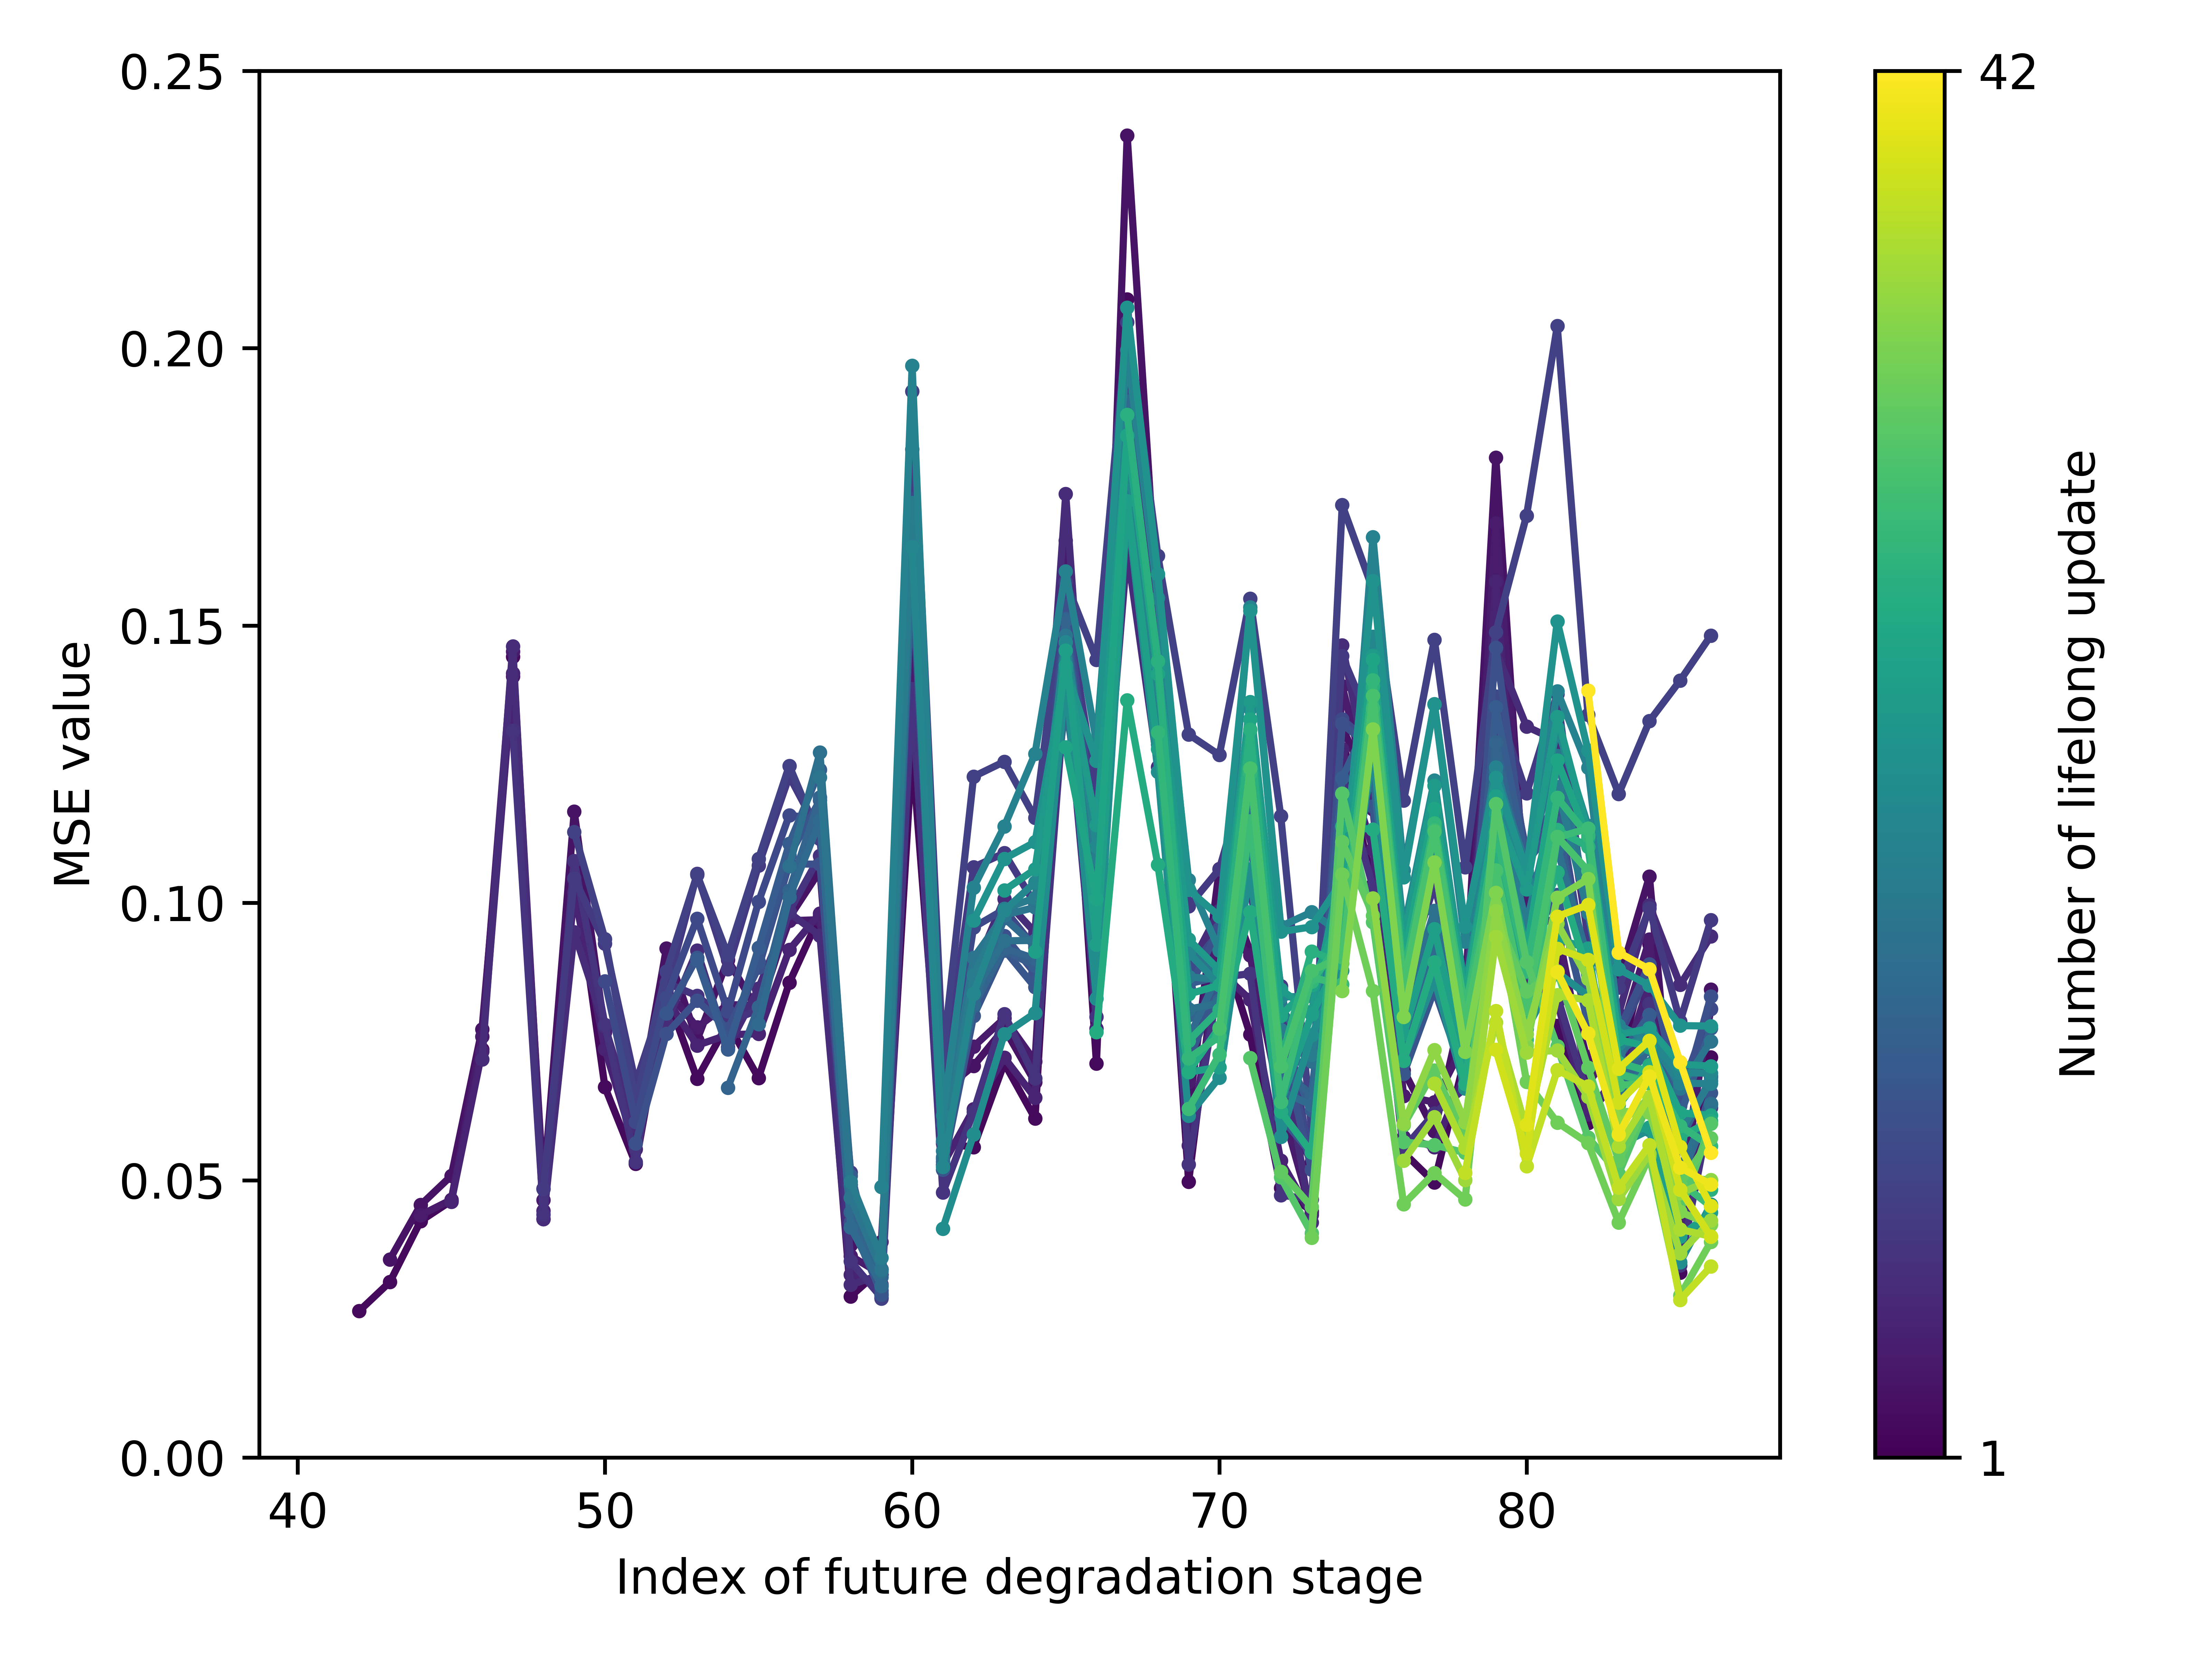 0.25
0.20
0.15
0.10
0.05
0.00
MSE value
40 50 60 70 80
Index of future degradation stage
42
1
Number of lifelong update